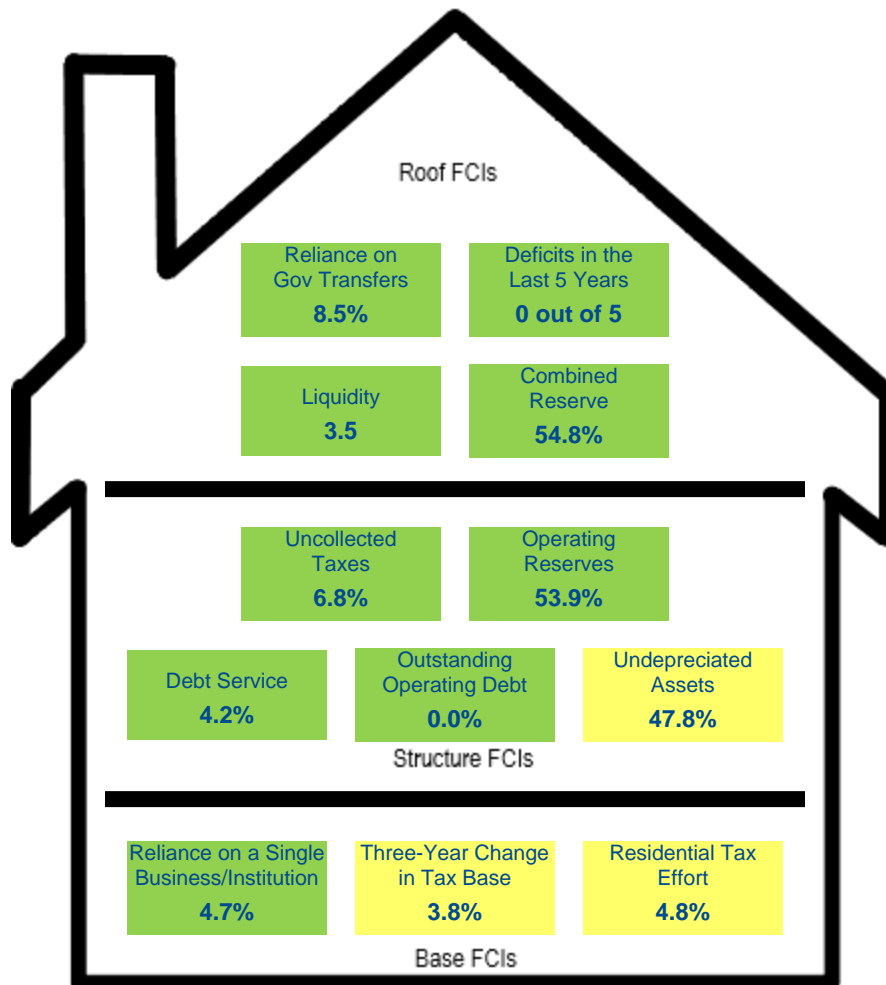 Roof FCIs
Reliance on
Gov Transfers
8.5%
Deficits in the
Last 5 Years
0 out of 5
Liquidity
3.5
Combined
Reserve
54.8%
Uncollected
Taxes
6.8%
Operating
Reserves
53.9%
Debt Service
4.2%
Outstanding
Operating Debt
0.0%
Undepreciated
Assets
47.8%
Structure FCIs
Reliance on a Single
Business/Institution
4.7%
Three-Year Change
in Tax Base
3.8%
Residential Tax
Effort
4.8%
Base FCIs